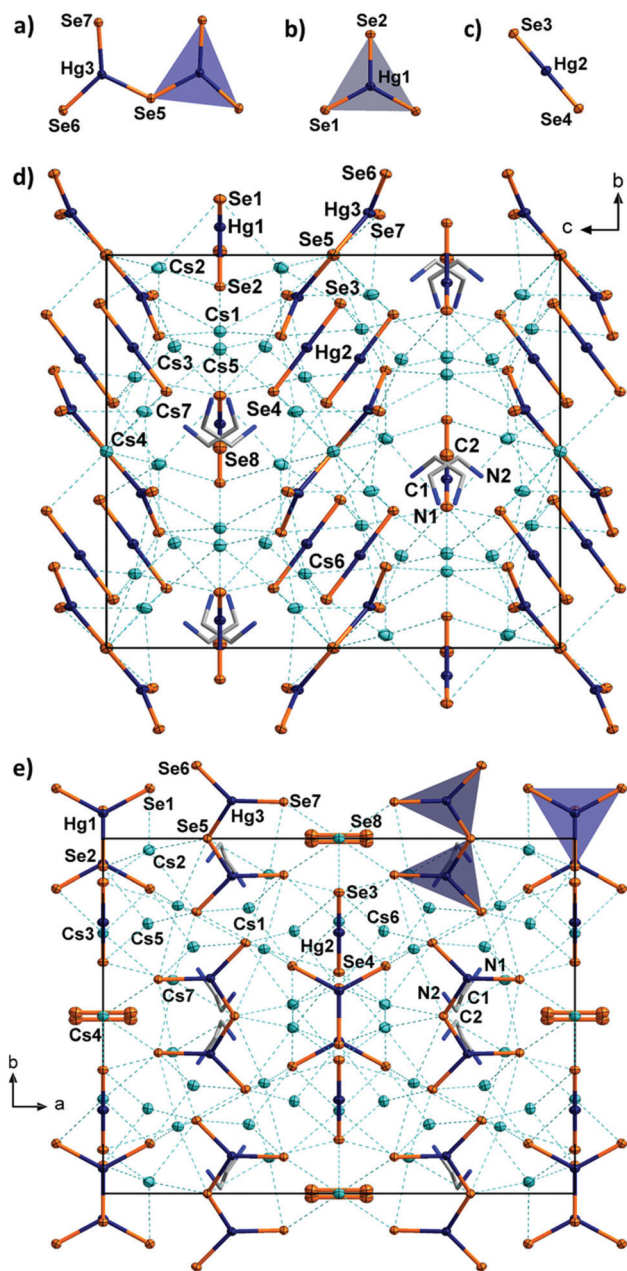 a)
Se7
Hg3
Se6
Se5
b)
Se2
Hg1
Se1
c)
Se3
Hg2
Se4
d)
Se1
Hg1
Se2
Cs2
Cs1
Cs3
Cs5
Cs7
Cs4
Se4
Se8
Se6
Hg3
Se7
Se5
Se3
Hg2
Cs6
C2
N2
C1
N1
b
c
e)
Se6
Se1
Hg3
Se7
Hg1
Se5
Se8
Se2
Cs2
Se3
Cs3
Cs5
Cs1
Cs6
Hg2
Se4
N1
Cs7
N2
C1
C2
Cs4
b
a